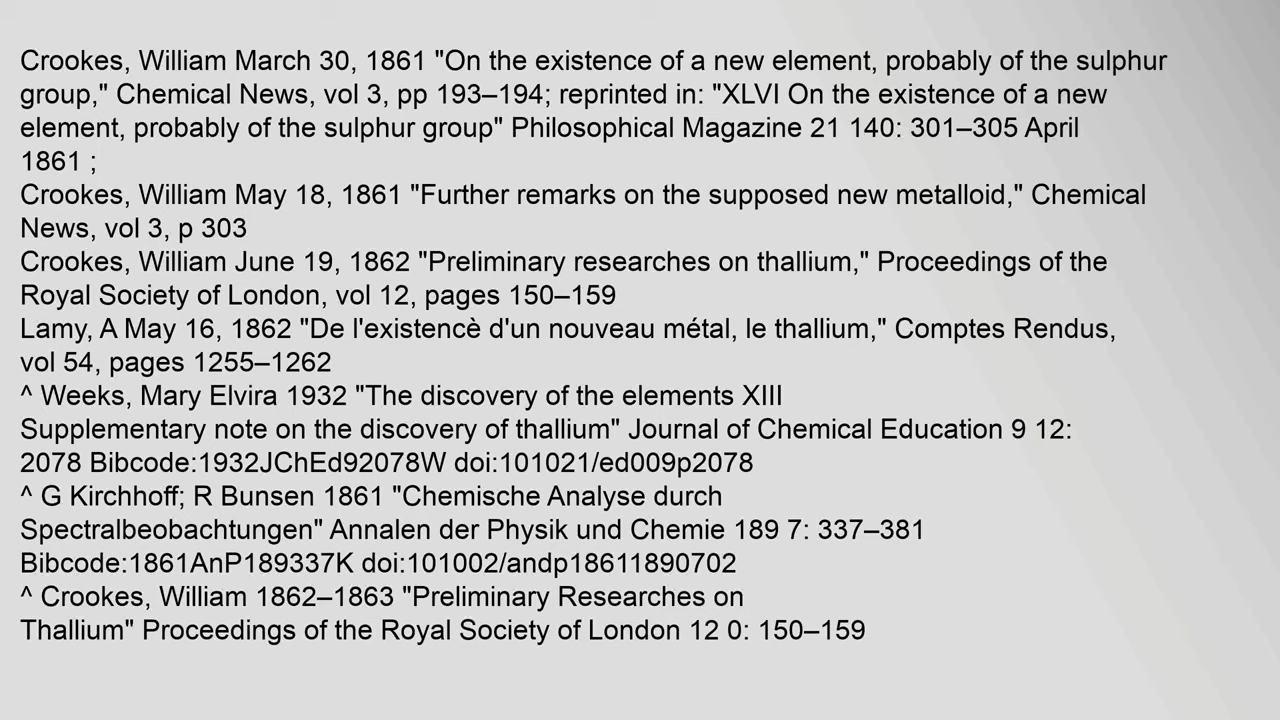 Crookes, William March 30, 1861 "On the existence of a new element, probably of the sulphur
group," Chemical News, vol 3, pp 193–194; reprinted in: "XLVI On the existence of a new
element, probably of the sulphur group" Philosophical Magazine 21 140: 301–305 April
1861 ;
Crookes, William May 18, 1861 "Further remarks on the supposed new metalloid," Chemical
News, vol 3, p 303
Crookes, William June 19, 1862 "Preliminary researches on thallium," Proceedings of the
Royal Society of London, vol 12, pages 150–159
Lamy, A May 16, 1862 "De l'existencè d'un nouveau métal, le thallium," Comptes Rendus,
vol 54, pages 1255–1262
^ Weeks, Mary Elvira 1932 "The discovery of the elements XIII
Supplementary note on the discovery of thallium" Journal of Chemical Education 9 12:
2078 Bibcode:1932JChEd92078W doi:101021/ed009p2078
^ G Kirchhoff; R Bunsen 1861 "Chemische Analyse durch
Spectralbeobachtungen" Annalen der Physik und Chemie 189 7: 337–381
Bibcode:1861AnP189337K doi:101002/andp18611890702
^ Crookes, William 1862–1863 "Preliminary Researches on
Thallium" Proceedings of the Royal Society of London 12 0: 150–159